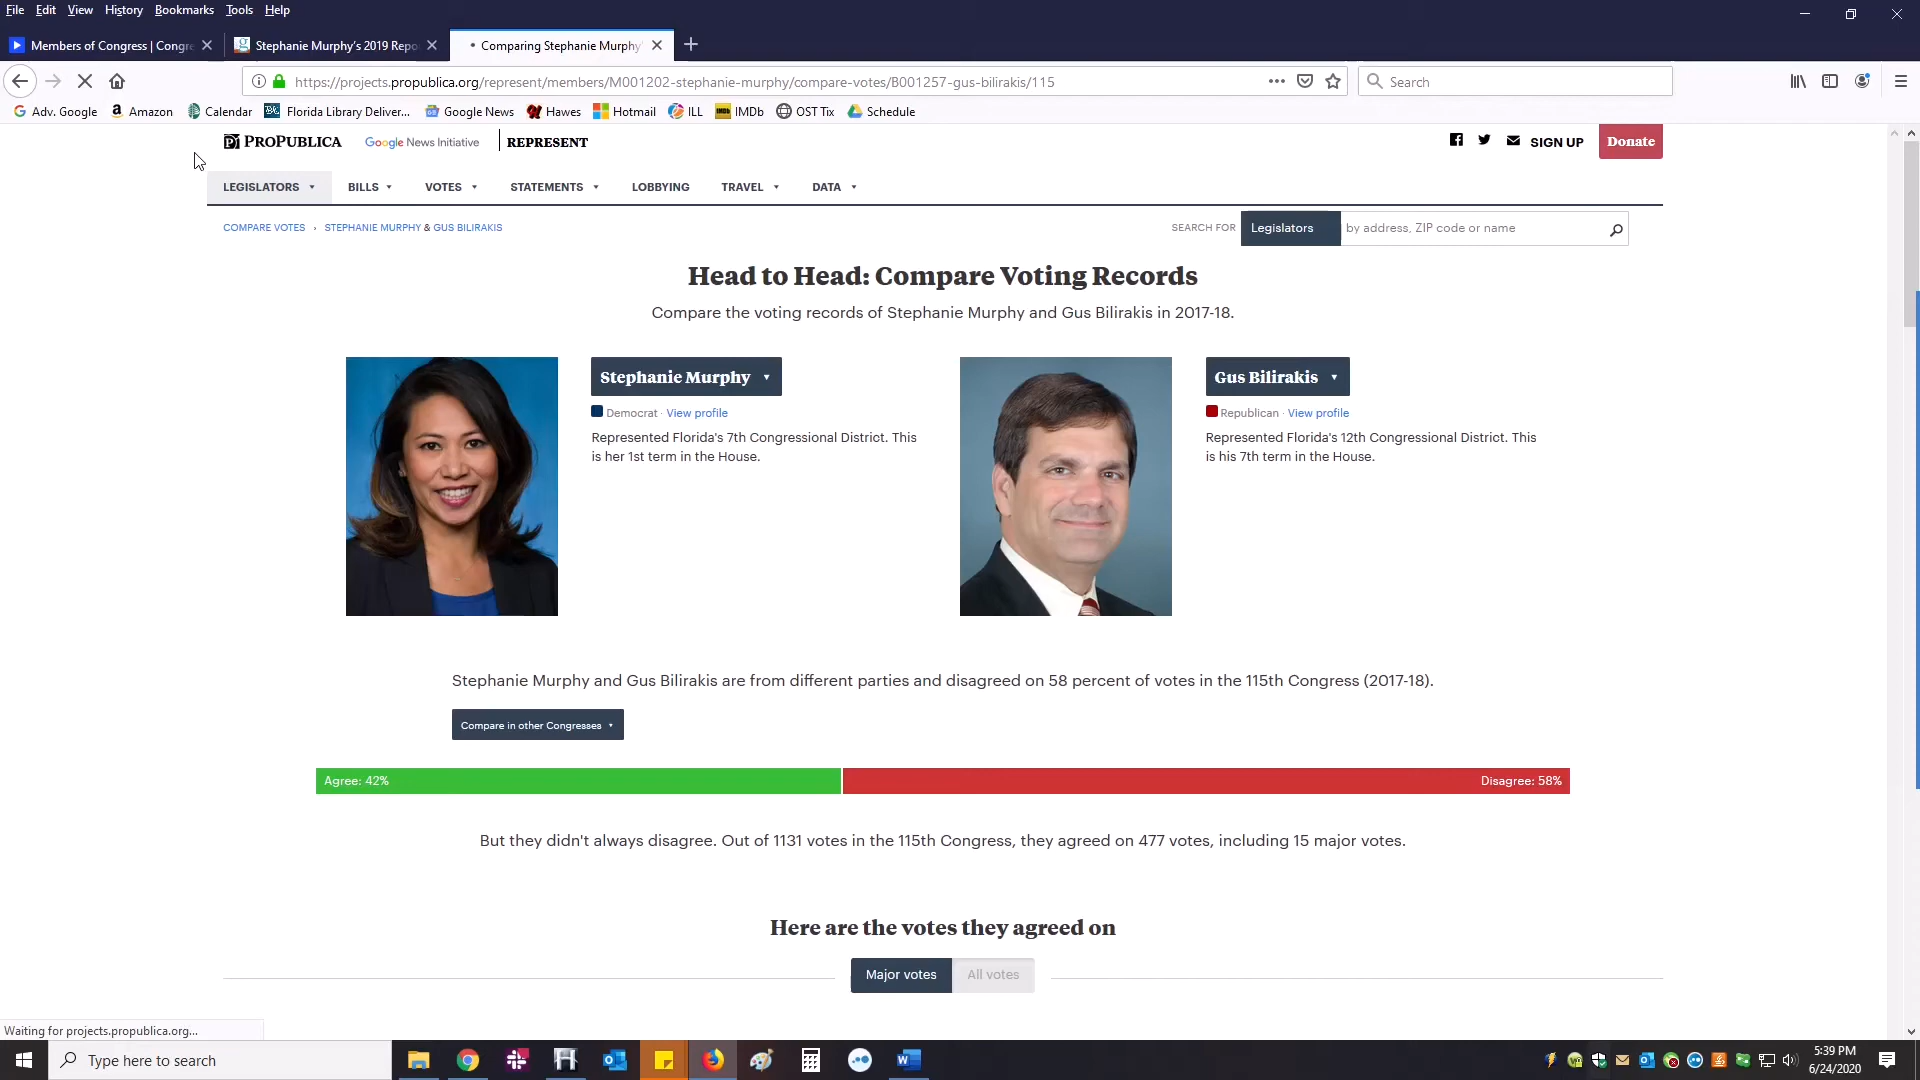 File Edit View History Bookmarks Tools Help
Members of Congress | Congre
Stephanie Murphy's 2019 Repo
Comparing Stephanie Murphy'
https://projects.propublica.org/represent/members/M001202-stephanie-murphy/compare-votes/B001257-gus-bilirakis/115
Search
Adv. Google Amazon Calendar Florida Library Deliver... Google News Hawes Hotmail ILL IMDb OST Tix Schedule
PROPUBLICA Google News Initiative REPRESENT SIGN UP Donate
LEGISLATORS BILLS VOTES STATEMENTS LOBBYING TRAVEL DATA
COMPARE VOTES › STEPHANIE MURPHY & GUS BILIRAKIS
SEARCH FOR Legislators by address, ZIP code or name
Head to Head: Compare Voting Records
Compare the voting records of Stephanie Murphy and Gus Bilirakis in 2017-18.
Stephanie Murphy
Democrat · View profile
Represented Florida's 7th Congressional District. This
is her 1st term in the House.
Gus Bilirakis
Republican · View profile
Represented Florida's 12th Congressional District. This
is his 7th term in the House.
Stephanie Murphy and Gus Bilirakis are from different parties and disagreed on 58 percent of votes in the 115th Congress (2017-18).
Compare in other Congresses
Agree: 42% Disagree: 58%
But they didn't always disagree. Out of 1131 votes in the 115th Congress, they agreed on 477 votes, including 15 major votes.
Here are the votes they agreed on
Major votes All votes
Waiting for projects.propublica.org...
Type here to search
5:39 PM
6/24/2020